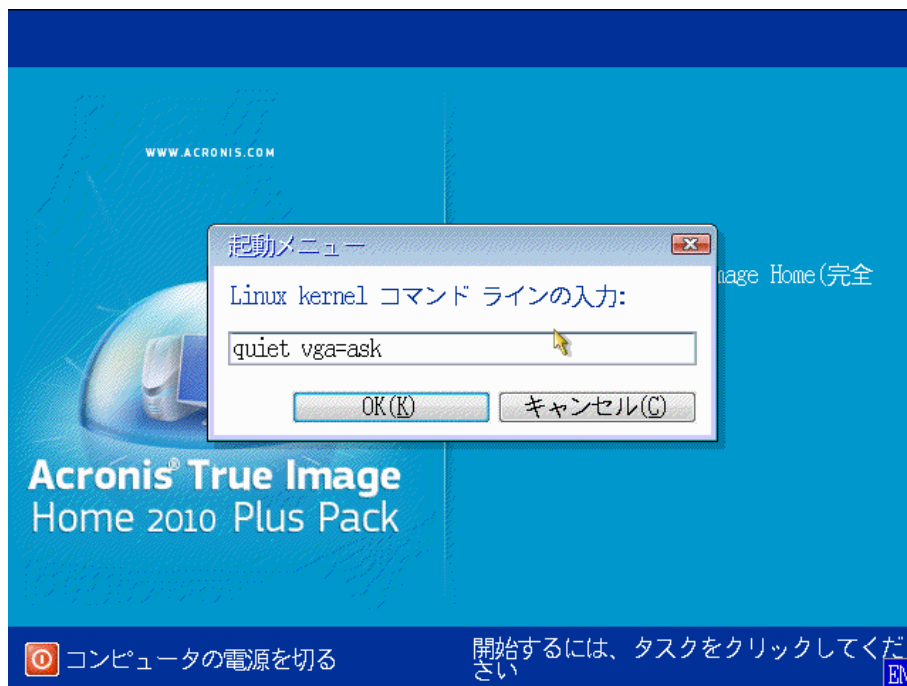 WWW.ACRONIS.COM
起動メニュー
Linux kernel コマンド ラインの入力:
quiet vga=ask
OK(K)
キャンセル(C)
mage Home(完全
Acronis® True Image
Home 2010 Plus Pack
コンピュータの電源を切る
開始するには、タスクをクリックしてくだ
さい
EN